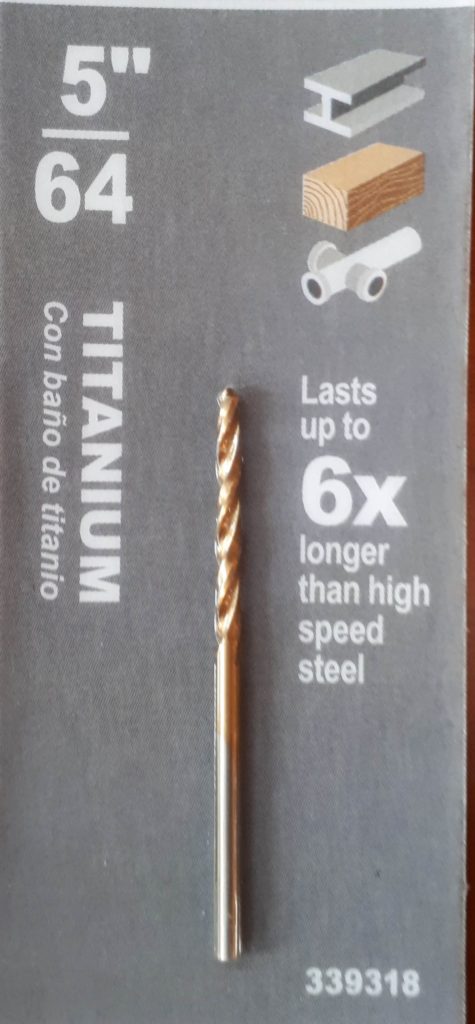 5"
64
TITANIUM
Con baño de titanio
Lasts
up to
6x
longer
than high
speed
steel
339318